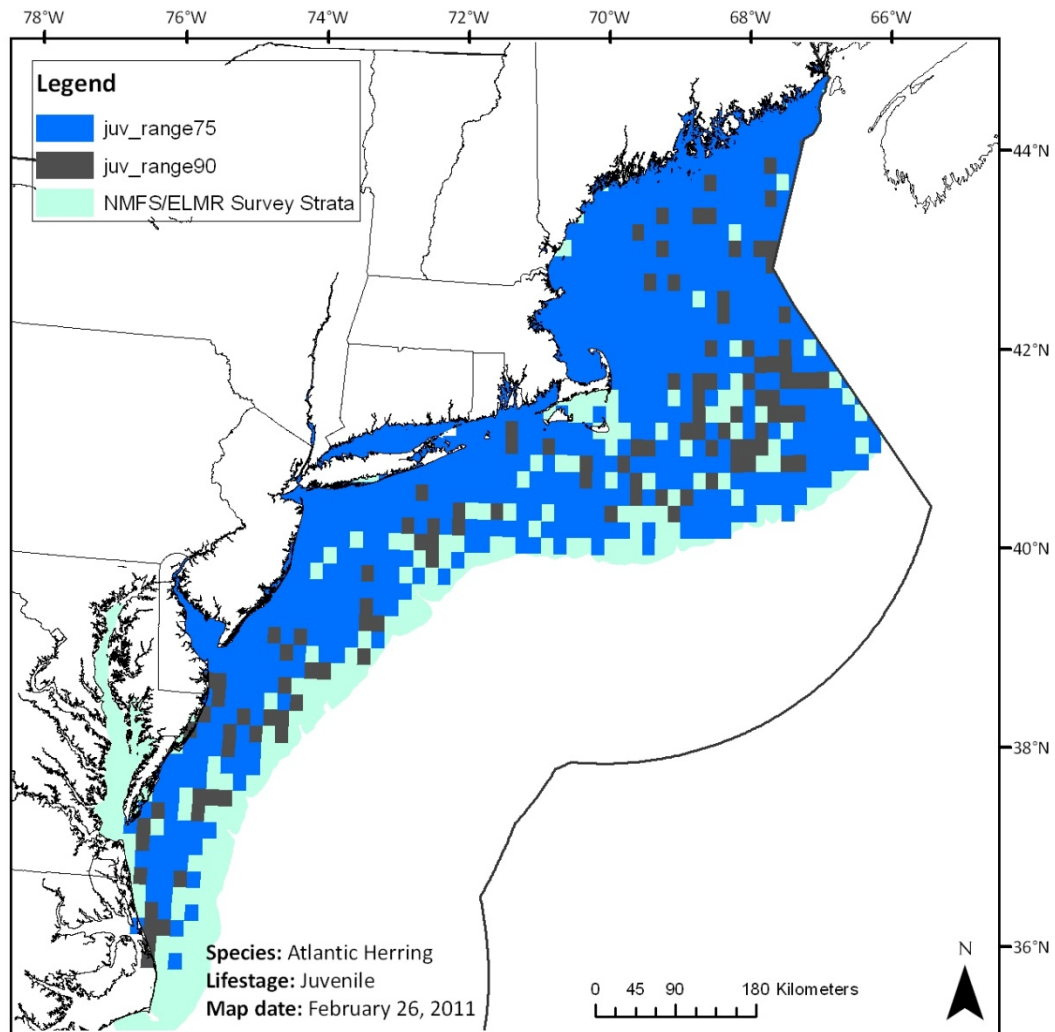 78°W 76°W 74°W 72°W 70°W 68°W 66°W
Legend
juv_range75
juv_range90
NMFS/ELMR Survey Strata
44°N
42°N
40°N
38°N
36°N
Species: Atlantic Herring
Lifestage: Juvenile
Map date: February 26, 2011
0 45 90 180 Kilometers
N